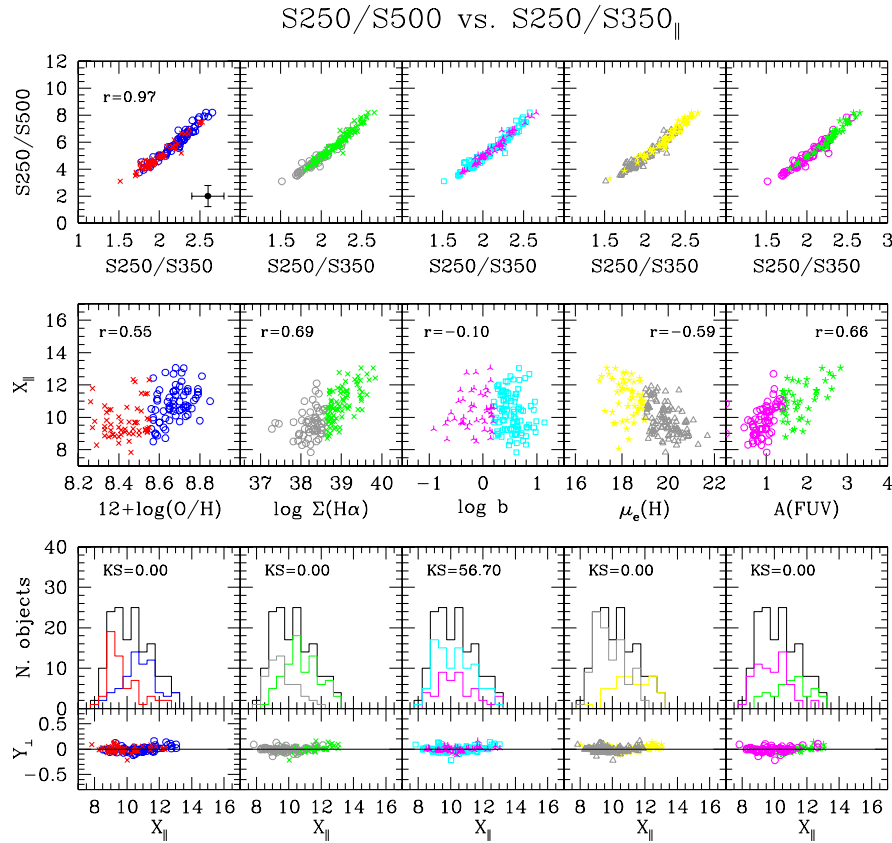 S250/S500 vs. S250/S350∥
12
10
8
6
4
2
0
S250/S500
r=0.97
1
1.5
2
2.5
1.5
2
2.5
1.5
2
2.5
1.5
2
2.5
1.5
2
2.5
3
S250/S350
S250/S350
S250/S350
S250/S350
S250/S350
16
14
12
10
8
X∥
r=0.55
r=0.69
r=−0.10
r=−0.59
r=0.66
8.2
8.4
8.6
8.8
37
38
39
40
−1
0
1
16
18
20
22
0
1
2
3
4
12+log(O/H)
log Σ(Hα)
log b
μe(H)
A(FUV)
40
30
20
10
0
N. objects
KS=0.00
KS=0.00
KS=56.70
KS=0.00
KS=0.00
0.5
0
−0.5
Y⊥
8
10
12
14
16
8
10
12
14
16
8
10
12
14
16
8
10
12
14
16
8
10
12
14
16
X∥
X∥
X∥
X∥
X∥